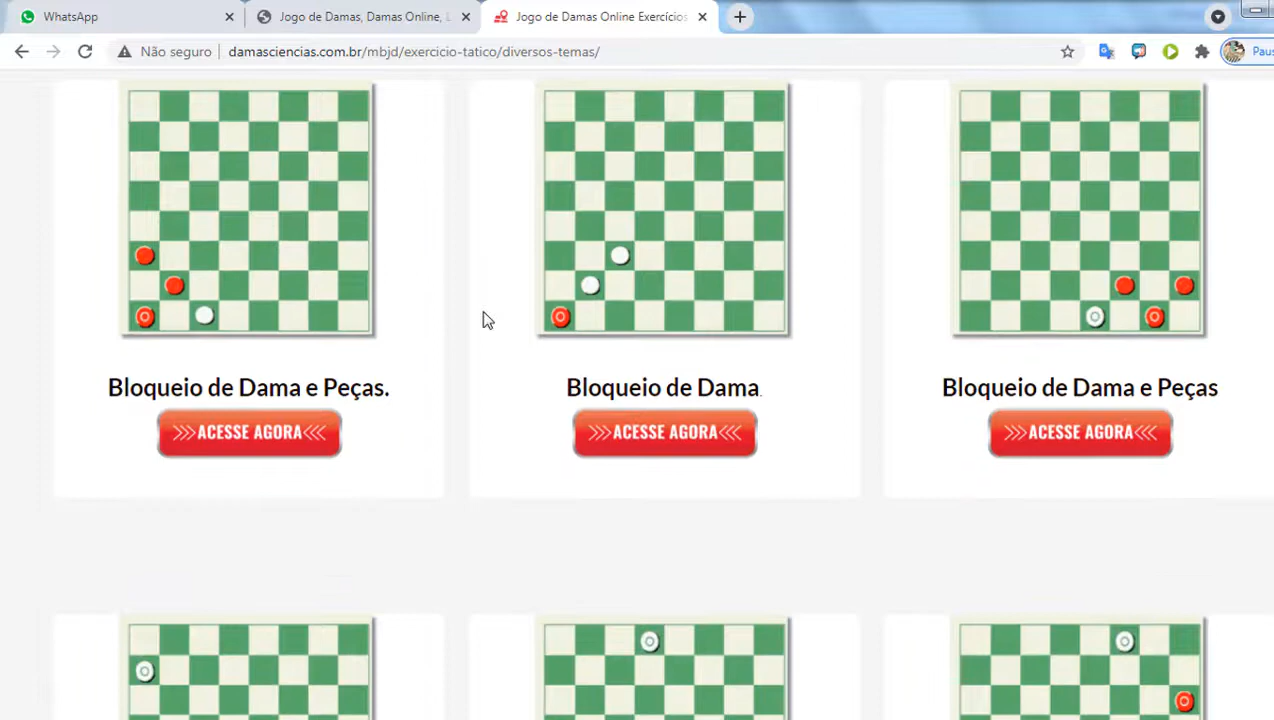 WhatsApp
Jogo de Damas, Damas Online,
Jogo de Damas Online Exercícios
Não seguro
damasciencias.com.br/mbjd/exercicio-tatico/diversos-temas/
Paus
Bloqueio de Dama e Peças.
Bloqueio de Dama.
Bloqueio de Dama e Peças
>>>ACESSE AGORA<<<
>>>ACESSE AGORA<<<
>>>ACESSE AGORA<<<